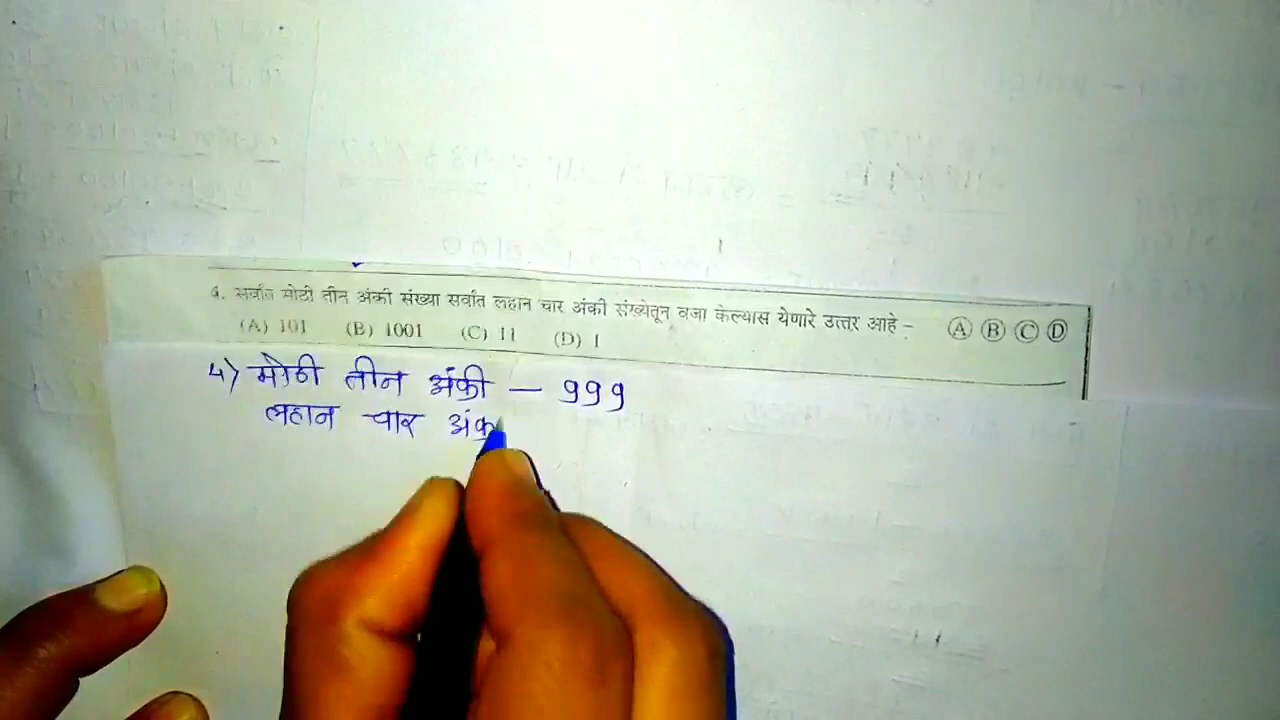 4. सर्वात मोठी तीन अंकी संख्या सर्वात लहान चार अंकी संख्येतून वजा केल्यास येणारे उत्तर आहे – Ⓐ Ⓑ Ⓒ Ⓓ
(A) 101 (B) 1001 (C) 11 (D) 1
4) मोठी तीन अंकी — 999
लहान चार अंक